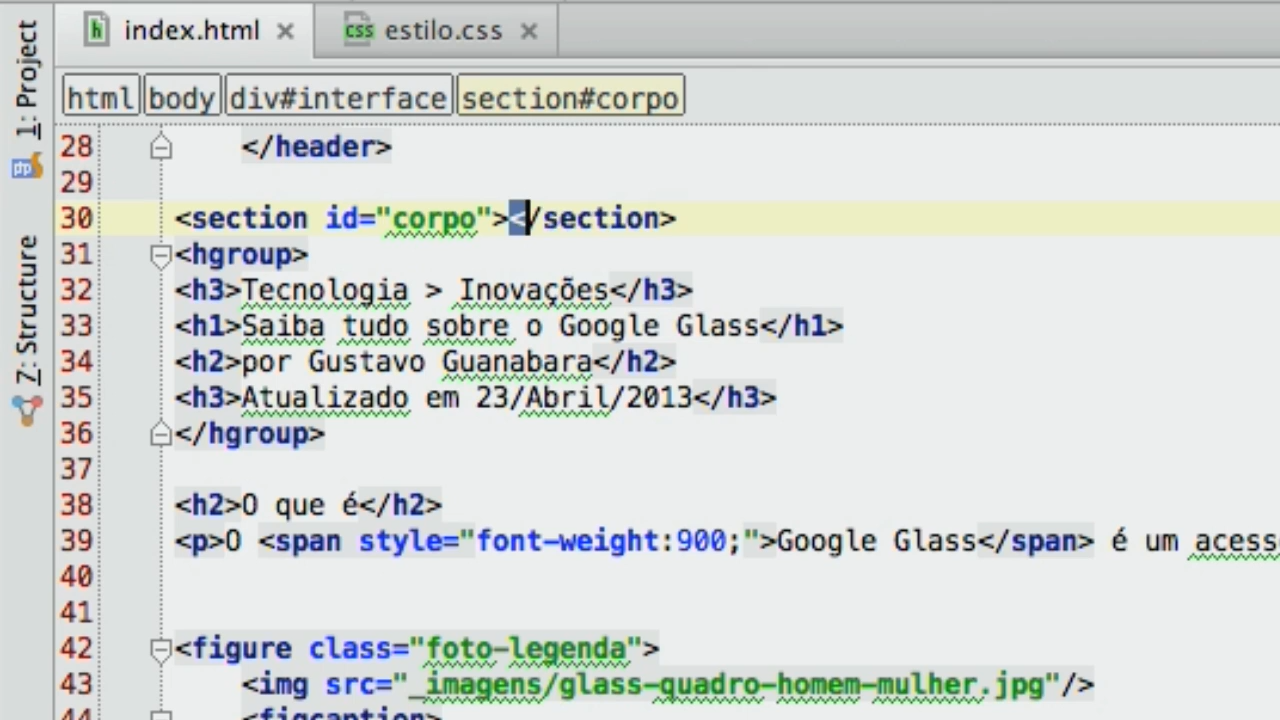 index.html
estilo.css
1: Project
html body div#interface section#corpo
28 </header>
29
30 <section id="corpo"></section>
31 <hgroup>
32 <h3>Tecnologia > Inovações</h3>
33 <h1>Saiba tudo sobre o Google Glass</h1>
34 <h2>por Gustavo Guanabara</h2>
35 <h3>Atualizado em 23/Abril/2013</h3>
36 </hgroup>
37
38 <h2>O que é</h2>
39 <p>O <span style="font-weight:900;">Google Glass</span> é um
40
41
42 <figure class="foto-legenda">
43 <img src="_imagens/glass-quadro-homem-mulher.jpg"/>
44 <figcaption>
Z: Structure